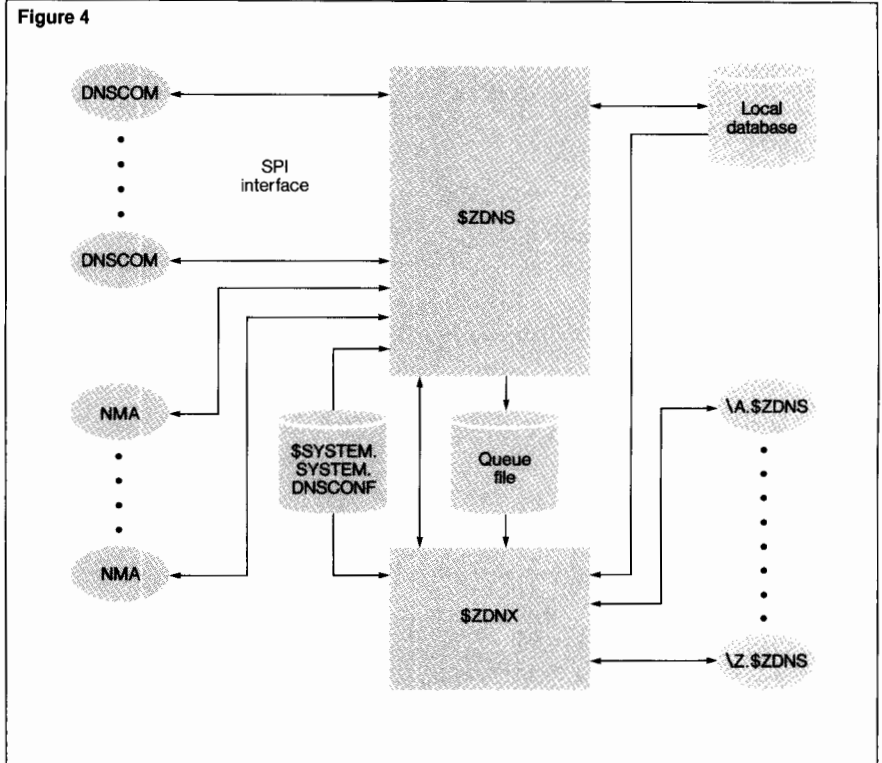 Figure 4
DNSCOM
SPI
interface
DNSCOM
$ZDNS
Local
database
NMA
$SYSTEM.
SYSTEM.
DNSCONF
Queue
file
\A.$ZDNS
NMA
$ZDNX
\Z.$ZDNS